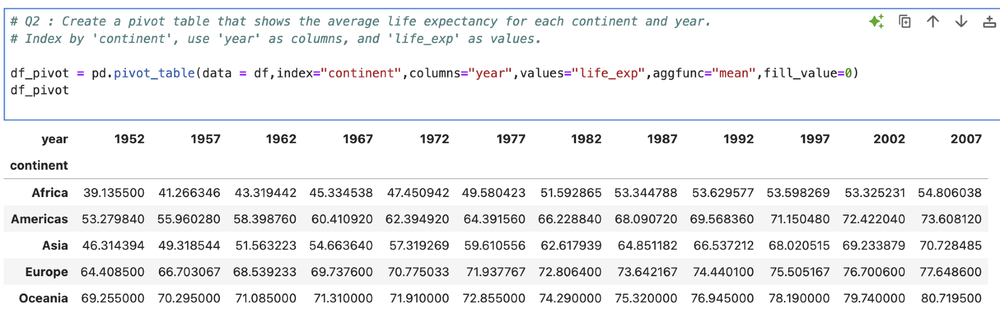 # Q2 : Create a pivot table that shows the average life expectancy for each continent and year.
# Index by 'continent', use 'year' as columns, and 'life_exp' as values.
df_pivot = pd.pivot_table(data = df,index="continent",columns="year",values="life_exp",aggfunc="mean",fill_value=0)
df_pivot
year 1952 1957 1962 1967 1972 1977 1982 1987 1992 1997 2002 2007
continent
Africa 39.135500 41.266346 43.319442 45.334538 47.450942 49.580423 51.592865 53.344788 53.629577 53.598269 53.325231 54.806038
Americas 53.279840 55.960280 58.398760 60.410920 62.394920 64.391560 66.228840 68.090720 69.568360 71.150480 72.422040 73.608120
Asia 46.314394 49.318544 51.563223 54.663640 57.319269 59.610556 62.617939 64.851182 66.537212 68.020515 69.233879 70.728485
Europe 64.408500 66.703067 68.539233 69.737600 70.775033 71.937767 72.806400 73.642167 74.440100 75.505167 76.700600 77.648600
Oceania 69.255000 70.295000 71.085000 71.310000 71.910000 72.855000 74.290000 75.320000 76.945000 78.190000 79.740000 80.719500